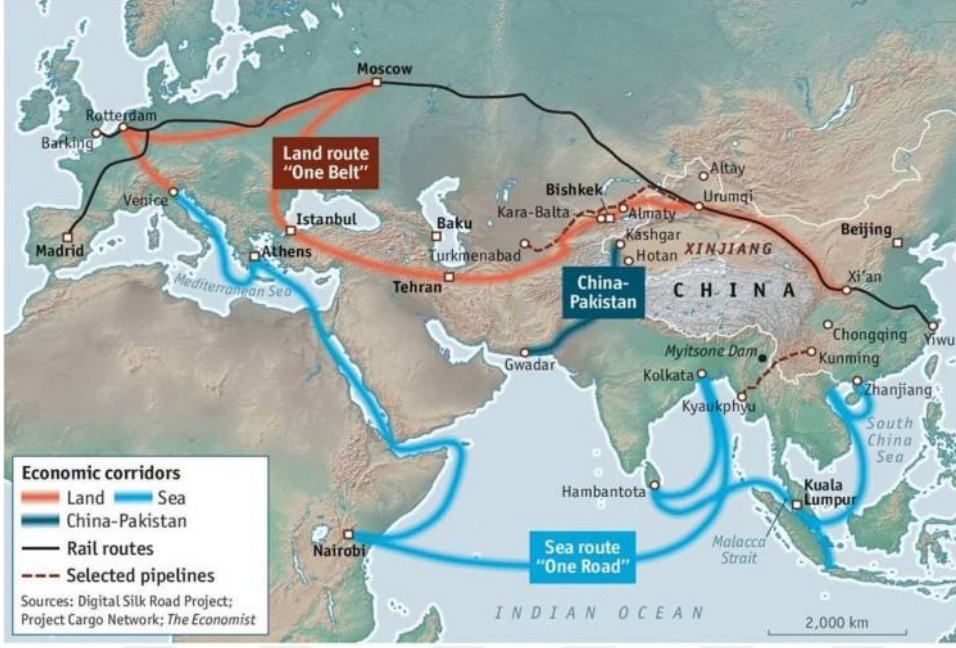 Moscow
Rotterdam
Barking
Land route
"One Belt"
Altay
Bishkek
Urumqi
Venice
Kara-Balta
Almaty
Istanbul
Baku
Kashgar
Beijing
Madrid
Athens
Turkmenabad
Hotan
XINJIANG
Mediterranean Sea
Tehran
China-
Pakistan
CHINA
Xi'an
Chongqing
Yiwu
Gwadar
Myitsone Dam
Kunming
Kolkata
Zhanjiang
Kyaukphyu
South
China
Sea
Economic corridors
Land Sea
China-Pakistan
Rail routes
Selected pipelines
Sources: Digital Silk Road Project;
Project Cargo Network; The Economist
Hambantota
Kuala
Lumpur
Nairobi
Sea route
"One Road"
Malacca
Strait
INDIAN OCEAN
2,000 km